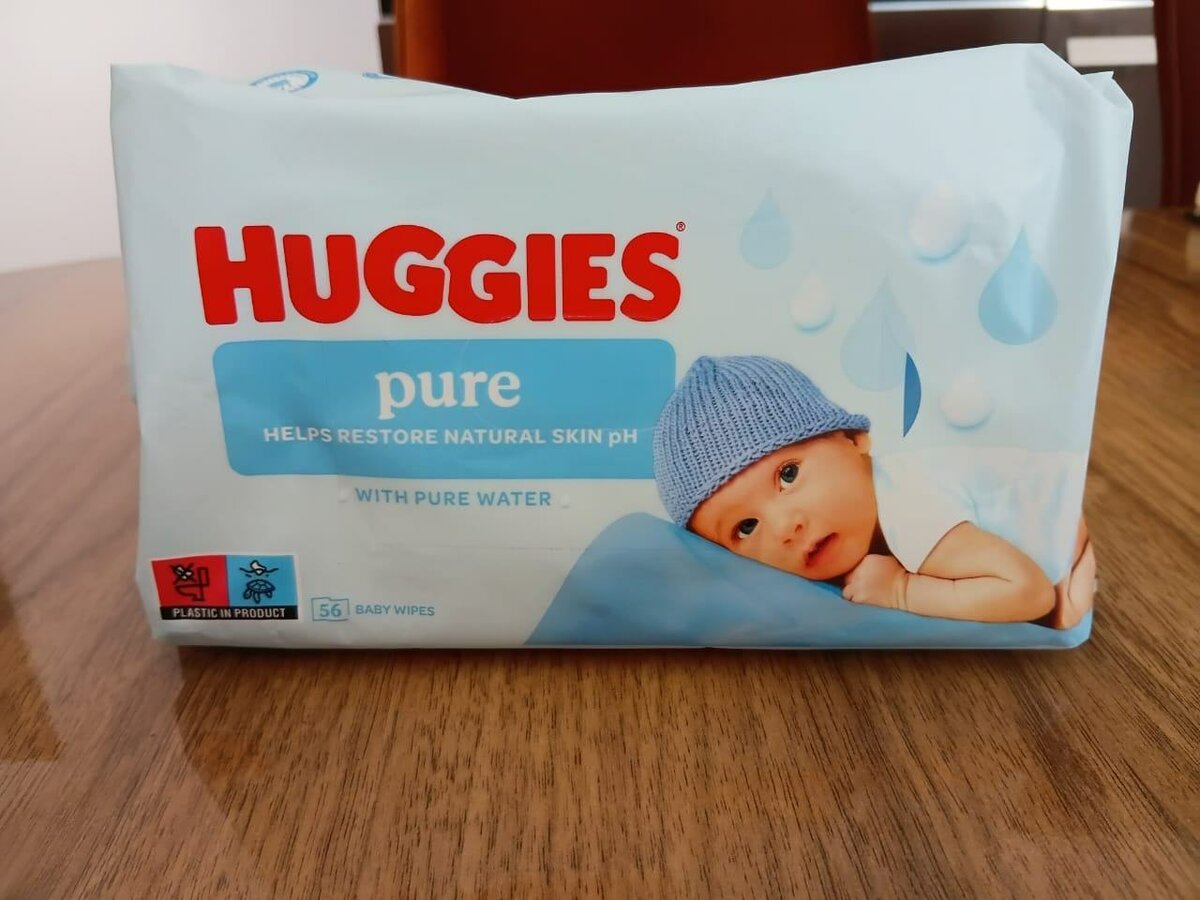 HUGGIES®
pure
HELPS RESTORE NATURAL SKIN pH
WITH PURE WATER
PLASTIC IN PRODUCT
56 BABY WIPES